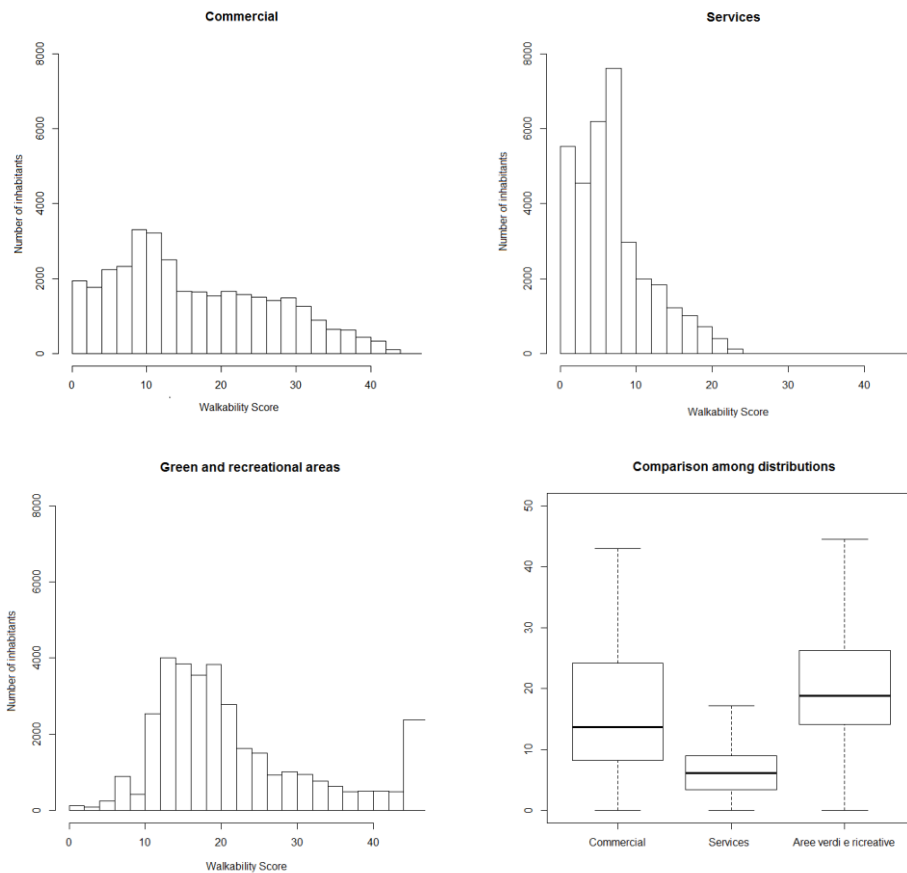 Commercial
Number of inhabitants
8000
6000
4000
2000
0
0 10 20 30 40
Walkability Score
Services
Number of inhabitants
8000
6000
4000
2000
0
0 10 20 30 40
Walkability Score
Green and recreational areas
Number of inhabitants
8000
6000
4000
2000
0
0 10 20 30 40
Walkability Score
Comparison among distributions
50
40
30
20
10
0
Commercial Services Aree verdi e ricreative